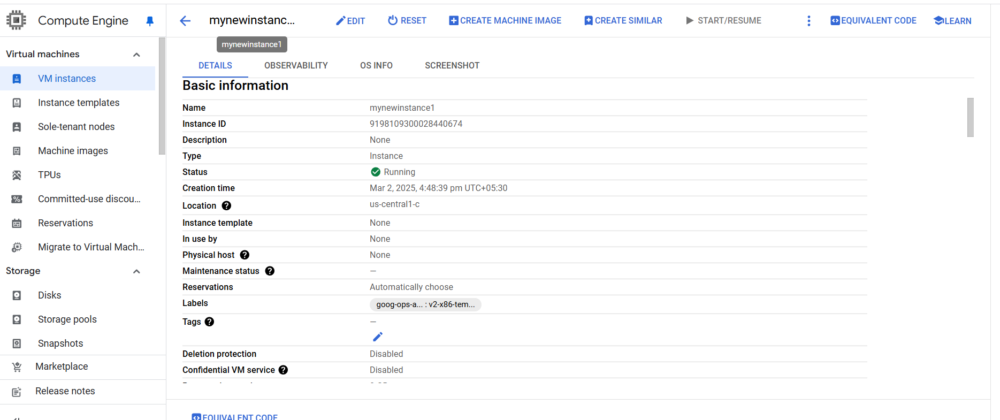 Compute Engine
mynewinstanc...
EDIT
RESET
CREATE MACHINE IMAGE
CREATE SIMILAR
START/RESUME
EQUIVALENT CODE
LEARN
mynewinstance1
Virtual machines
VM instances
Instance templates
Sole-tenant nodes
Machine images
TPUs
Committed-use discou...
Reservations
Migrate to Virtual Mach...
Storage
Disks
Storage pools
Snapshots
Marketplace
Release notes
DETAILS
OBSERVABILITY
OS INFO
SCREENSHOT
Basic information
Name mynewinstance1
Instance ID 9198109300028440674
Description None
Type Instance
Status Running
Creation time Mar 2, 2025, 4:48:39 pm UTC+05:30
Location us-central1-c
Instance template None
In use by None
Physical host None
Maintenance status —
Reservations Automatically choose
Labels goog-ops-a... : v2-x86-tem...
Tags —
Deletion protection Disabled
Confidential VM service Disabled
EQUIVALENT CODE